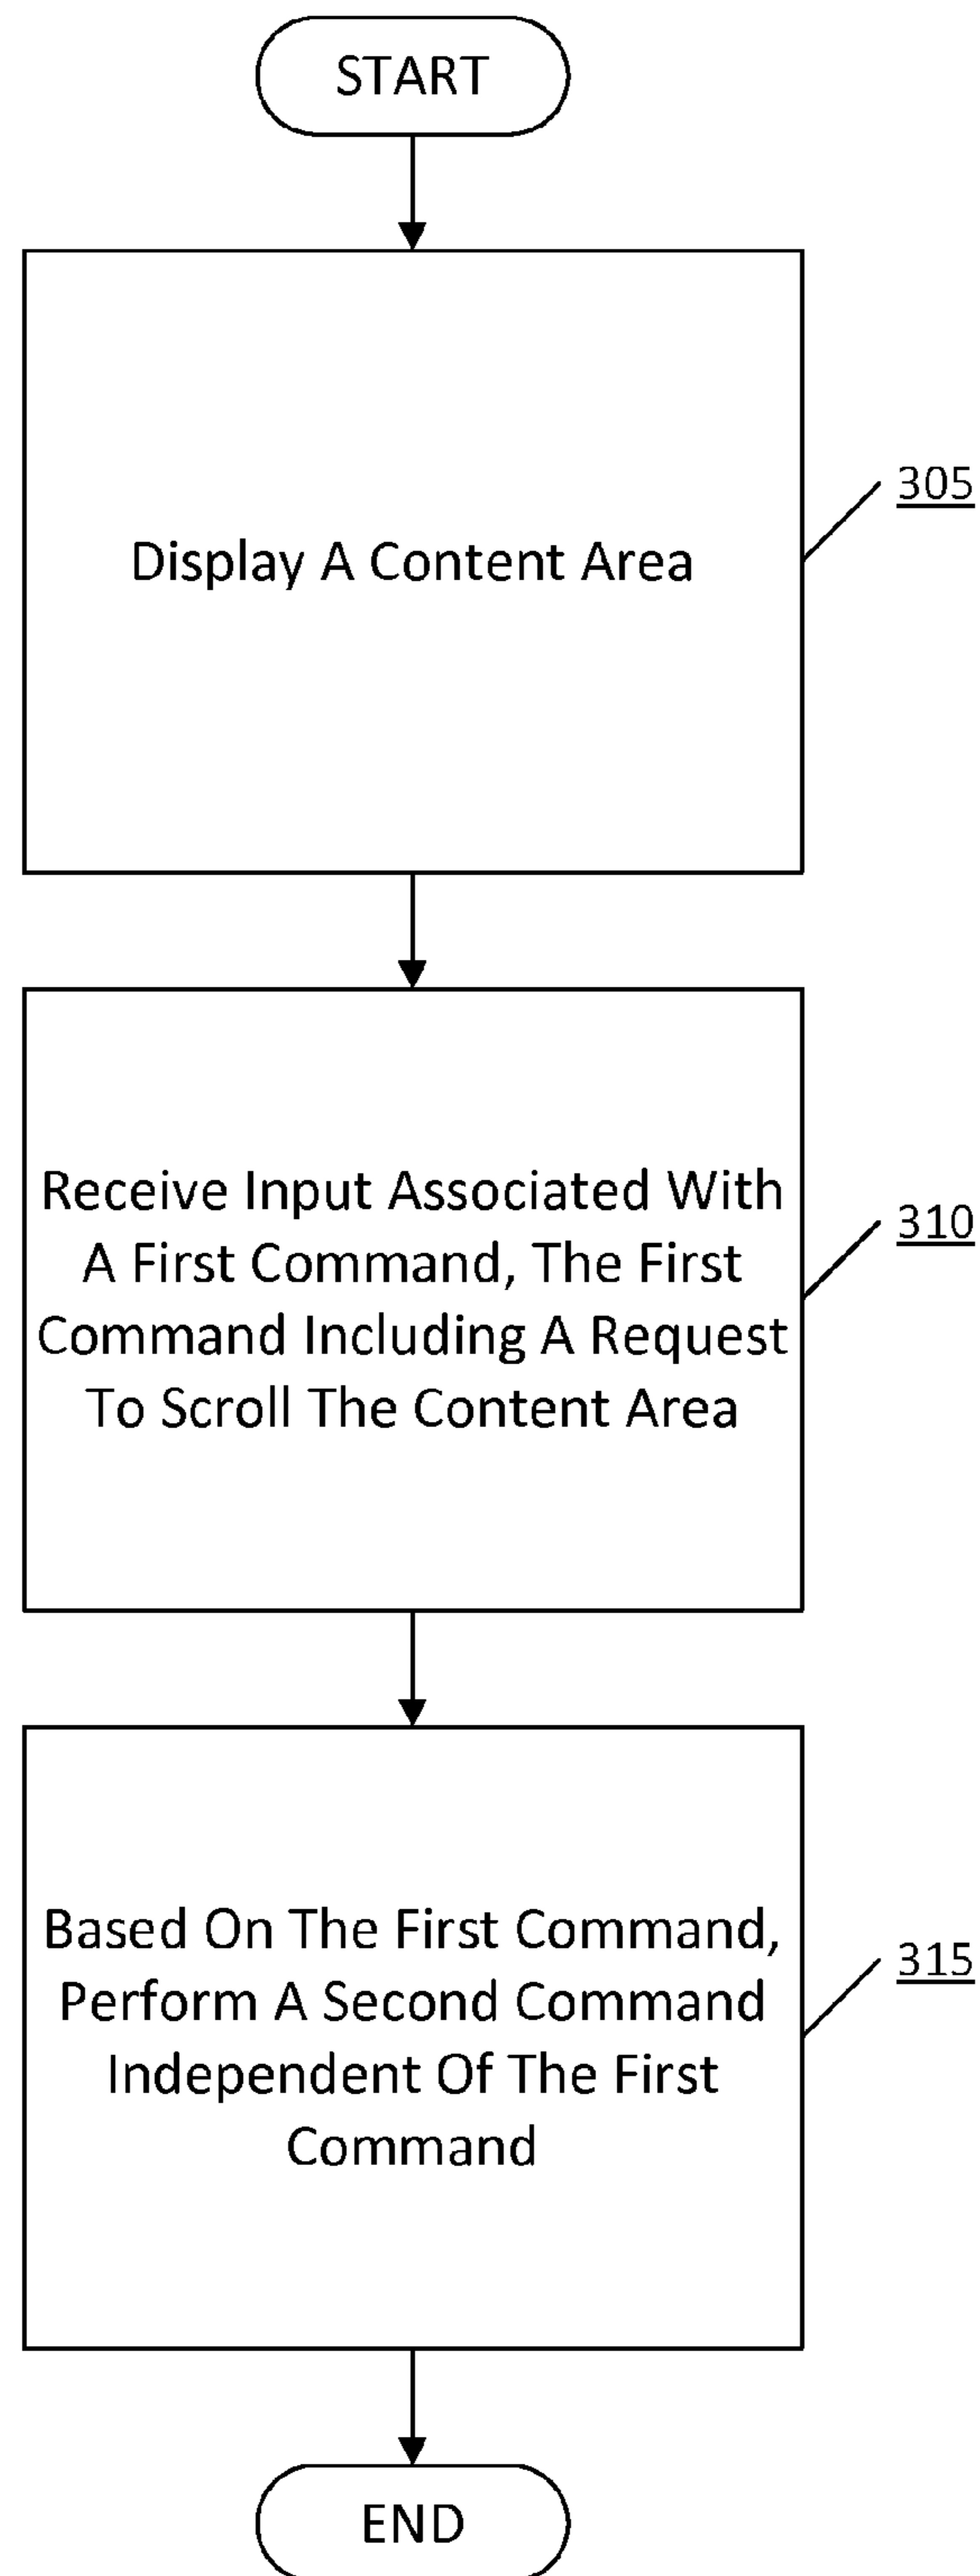 START
Display A Content Area
305
Receive Input Associated With
A First Command, The First
Command Including A Request
To Scroll The Content Area
310
Based On The First Command,
Perform A Second Command
Independent Of The First
Command
315
END